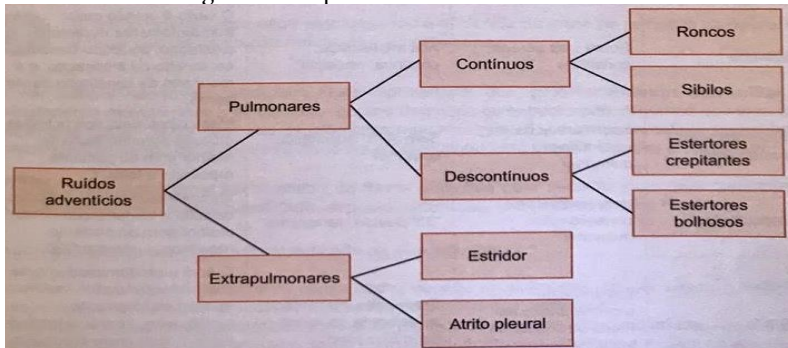 Roncos
Contínuos
Sibilos
Pulmonares
Estertores
crepitantes
Descontínuos
Ruídos
adventícios
Estertores
bolhosos
Estridor
Extrapulmonares
Atrito pleural